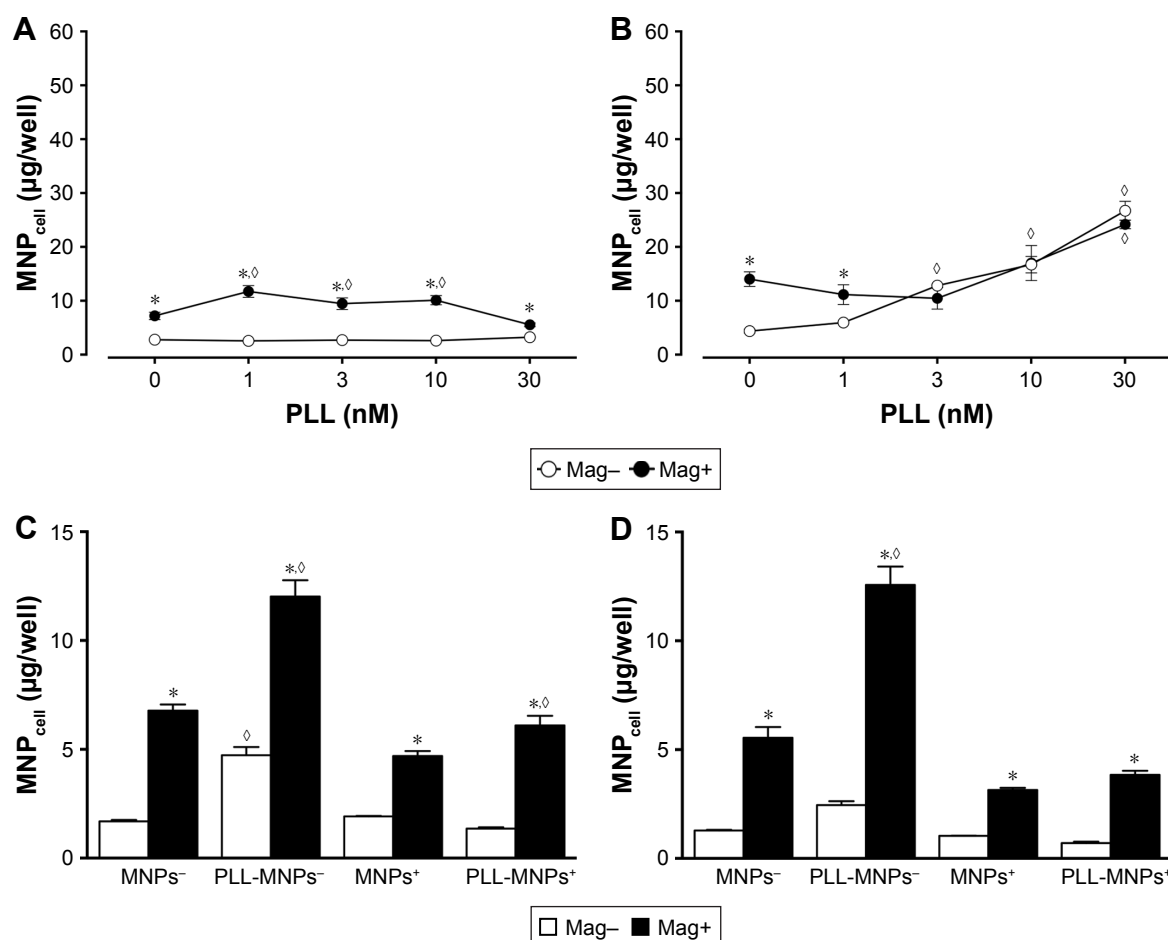 A
60
50
40
30
20
10
0
MNPcell (µg/well)
*
*,◊
*,◊
*,◊
*
0 1 3 10 30
PLL (nM)
B
60
50
40
30
20
10
0
MNPcell (µg/well)
*
*
◊
◊
◊
◊
0 1 3 10 30
PLL (nM)
Mag– Mag+
C
15
10
5
0
MNPcell (µg/well)
*
◊
*,◊
*
*,◊
MNPs⁻ PLL-MNPs⁻ MNPs⁺ PLL-MNPs⁺
D
15
10
5
0
MNPcell (µg/well)
*
*,◊
*
*
MNPs⁻ PLL-MNPs⁻ MNPs⁺ PLL-MNPs⁺
Mag– Mag+